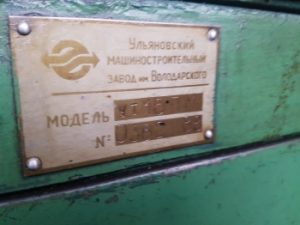 Ульяновский
машиностроительный
завод им. Володарского
Модель
№